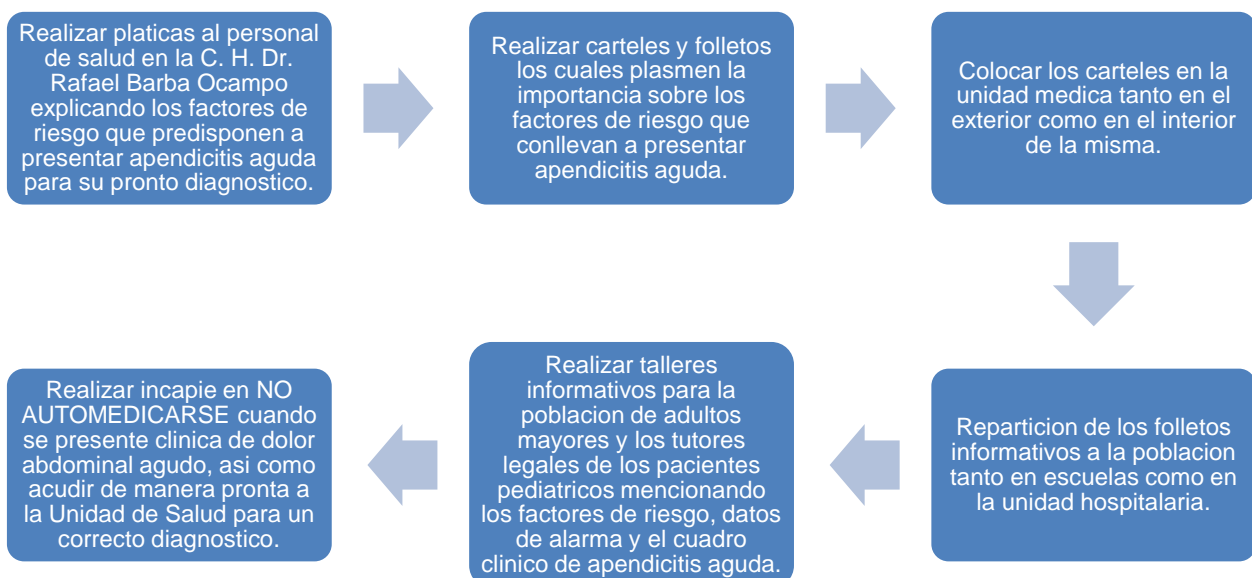 Realizar platicas al personal
de salud en la C. H. Dr.
Rafael Barba Ocampo
explicando los factores de
riesgo que predisponen a
presentar apendicitis aguda
para su pronto diagnostico.
Realizar carteles y folletos
los cuales plasmen la
importancia sobre los
factores de riesgo que
conllevan a presentar
apendicitis aguda.
Colocar los carteles en la
unidad medica tanto en el
exterior como en el interior
de la misma.
Reparticion de los folletos
informativos a la poblacion
tanto en escuelas como en
la unidad hospitalaria.
Realizar talleres
informativos para la
poblacion de adultos
mayores y los tutores
legales de los pacientes
pediatricos mencionando
los factores de riesgo, datos
de alarma y el cuadro
clinico de apendicitis aguda.
Realizar incapie en NO
AUTOMEDICARSE cuando
se presente clinica de dolor
abdominal agudo, asi como
acudir de manera pronta a
la Unidad de Salud para un
correcto diagnostico.